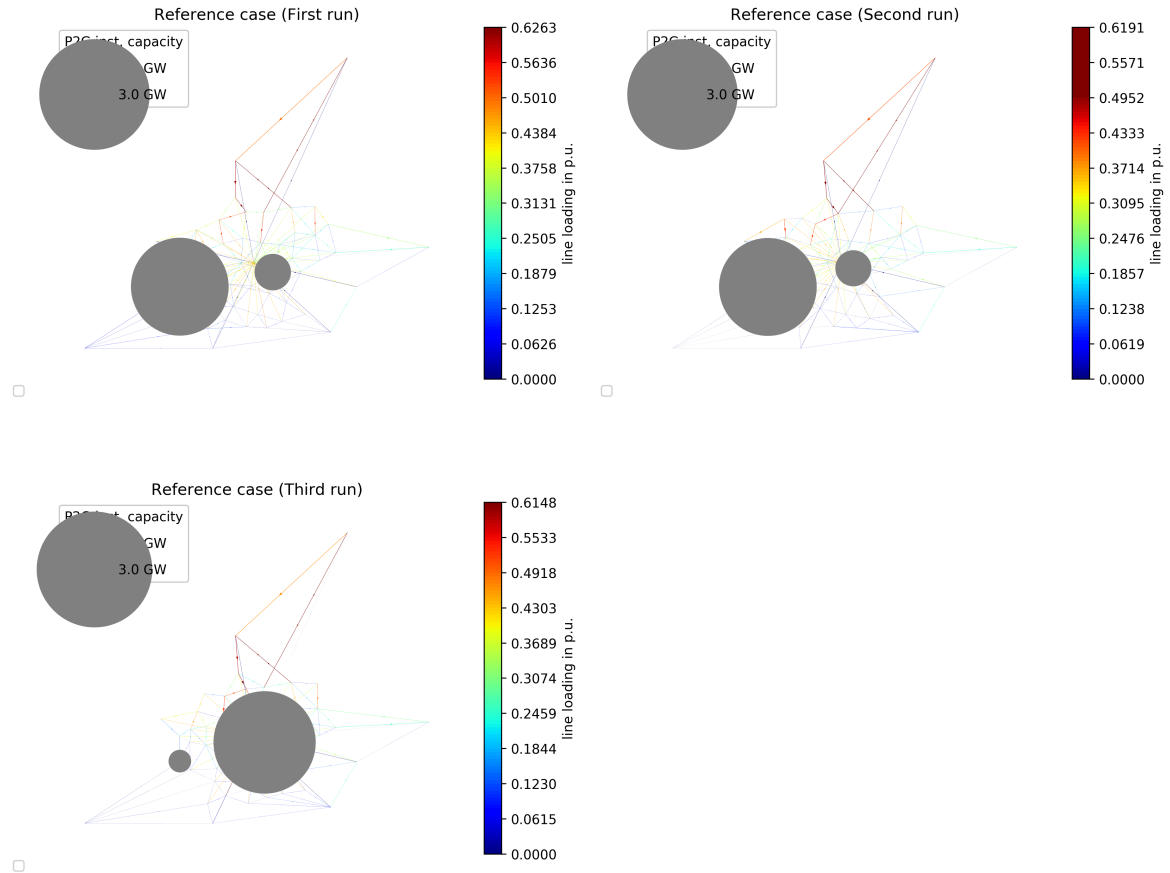 Reference case (First run)
inst. capacity
GW
3.0 GW
0.6263
0.5636
0.5010
0.4384
0.3758
0.3131
0.2505
0.1879
0.1253
0.0626
0.0000
line loading in p.u.
Reference case (Second run)
inst. capacity
GW
3.0 GW
0.6191
0.5571
0.4952
0.4333
0.3714
0.3095
0.2476
0.1857
0.1238
0.0619
0.0000
line loading in p.u.
Reference case (Third run)
capacity
GW
3.0 GW
0.6148
0.5533
0.4918
0.4303
0.3689
0.3074
0.2459
0.1844
0.1230
0.0615
0.0000
line loading in p.u.